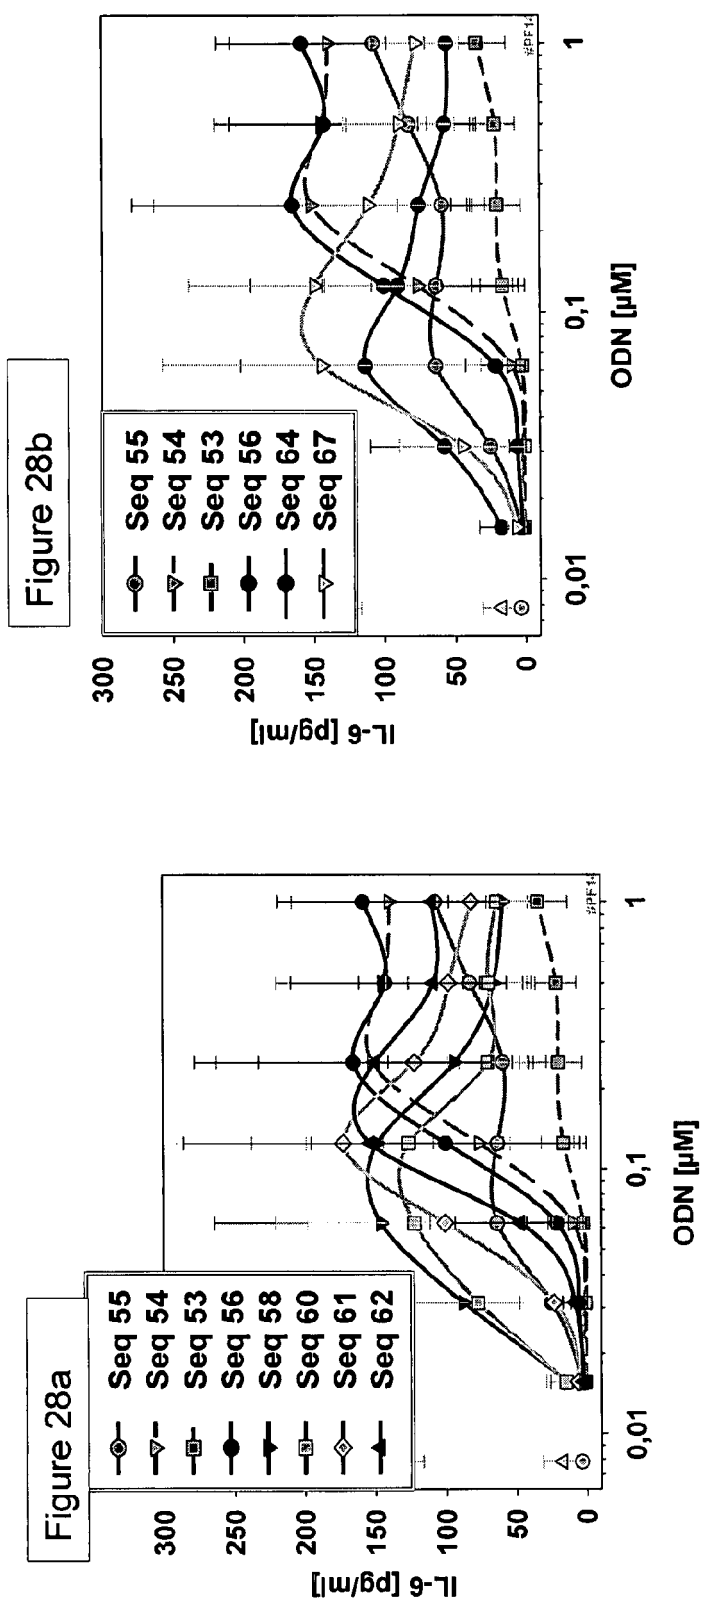 Figure 28a
Seq 55
Seq 54
Seq 53
Seq 56
Seq 58
Seq 60
Seq 61
Seq 62
300
250
200
150
100
50
0
IL-6 [pg/ml]
0,01
0,1
1
ODN [µM]
Figure 28b
Seq 55
Seq 54
Seq 53
Seq 56
Seq 64
Seq 67
300
250
200
150
100
50
0
IL-6 [pg/ml]
0,01
0,1
1
ODN [µM]